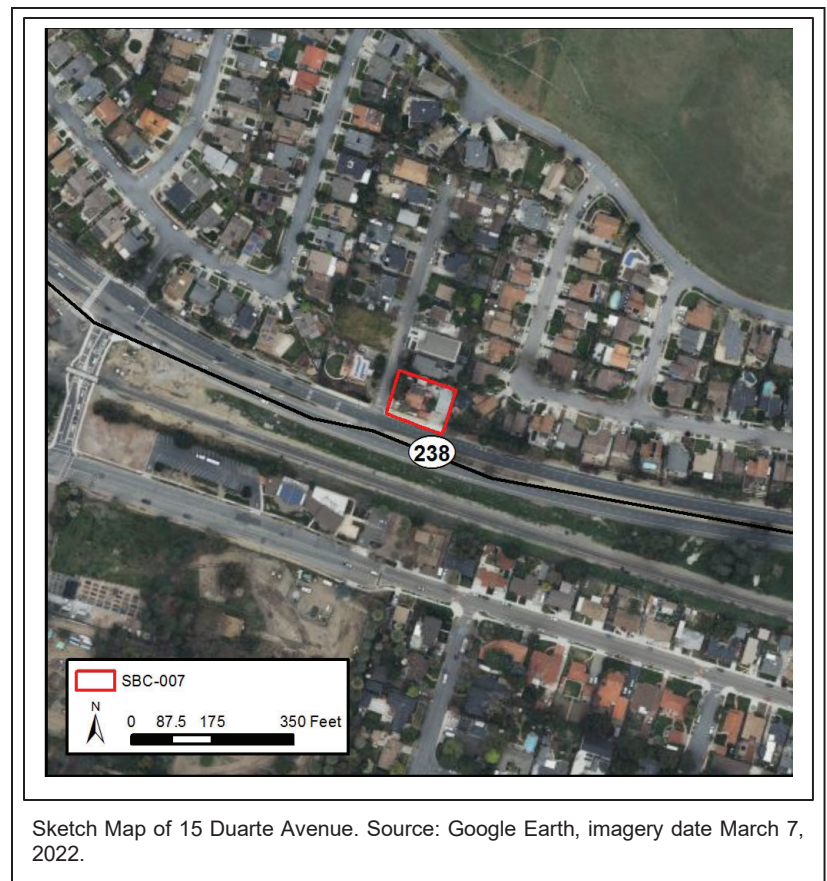 238
SBC-007
N
0 87.5 175 350 Feet
Sketch Map of 15 Duarte Avenue. Source: Google Earth, imagery date March 7,
2022.